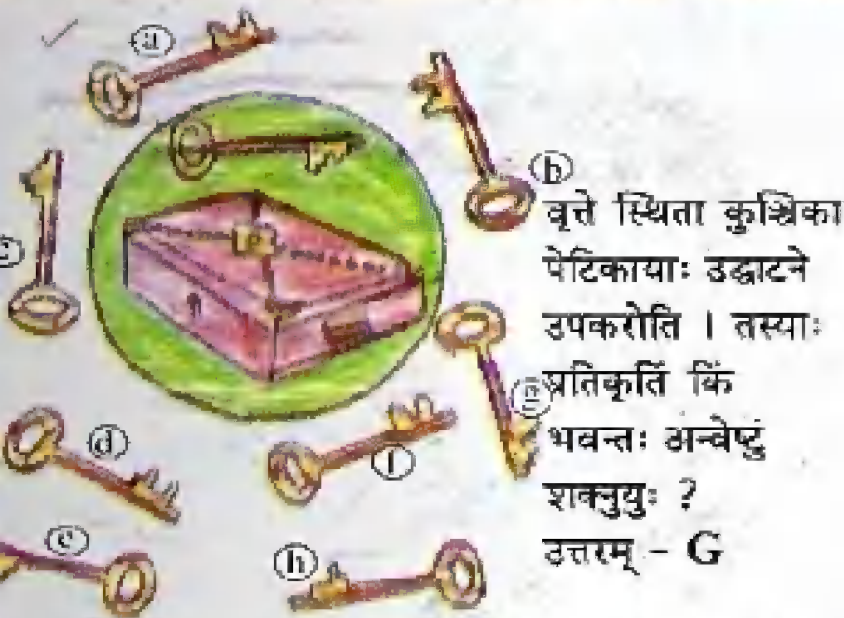 a
b
वृत्ते स्थिता कुञ्चिका
पेटिकायाः उद्घाटने
c
उपकरोति । तस्याः
प्रतिकृतिं किं
d
भवन्तः अन्वेष्टुं
f
शक्नुयुः ?
e
h
उत्तरम् - G